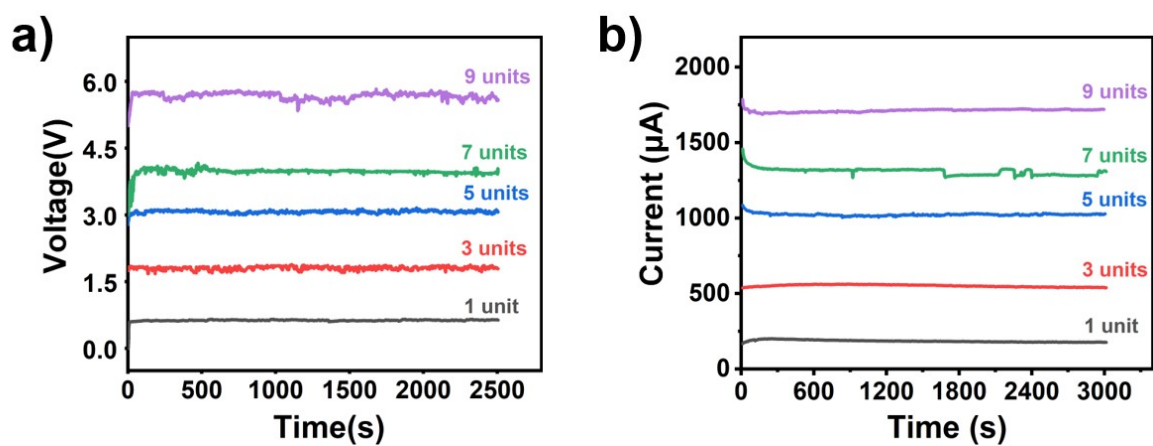 a)
Voltage(V)
6.0
4.5
3.0
1.5
0.0
9 units
7 units
5 units
3 units
1 unit
0
500
1000
1500
2000
2500
Time(s)
b)
Current (μA)
2000
1500
1000
500
0
9 units
7 units
5 units
3 units
1 unit
0
600
1200
1800
2400
3000
Time (s)